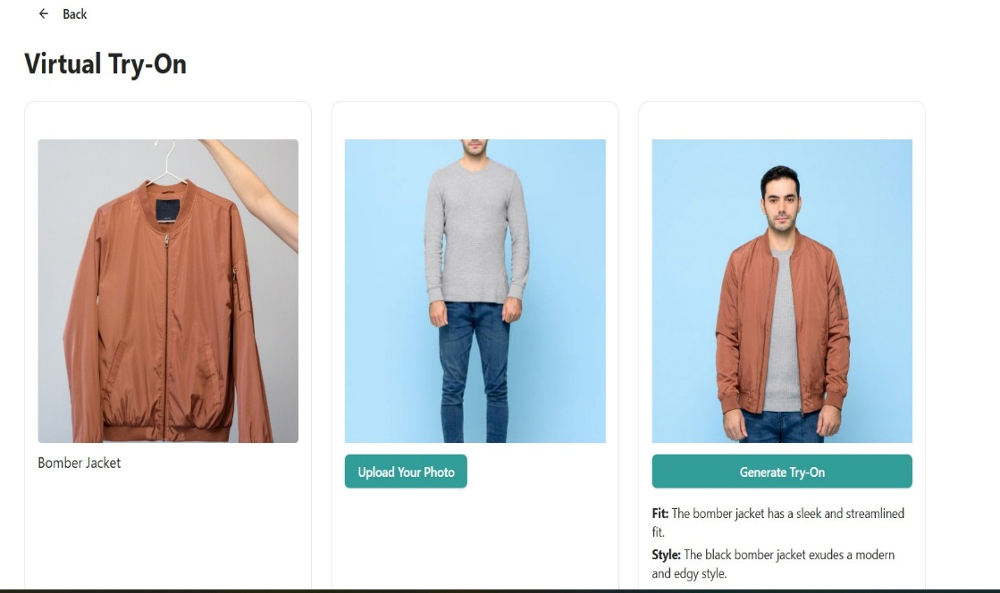 ← Back
Virtual Try-On
Bomber Jacket
Upload Your Photo
Generate Try-On
Fit: The bomber jacket has a sleek and streamlined
fit.
Style: The black bomber jacket exudes a modern
and edgy style.